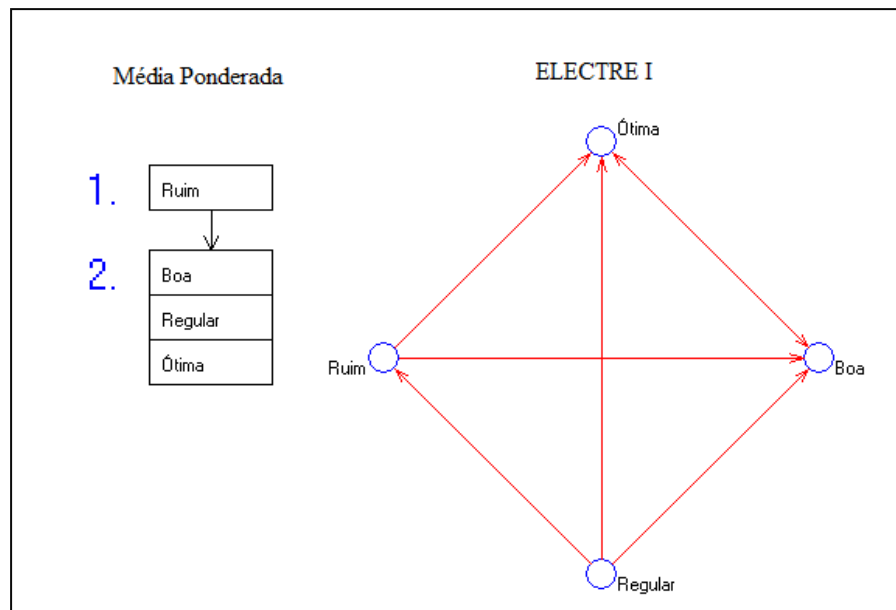 Média Ponderada
1. Ruim
2. Boa
Regular
Ótima
ELECTRE I
Ótima
Ruim
Boa
Regular